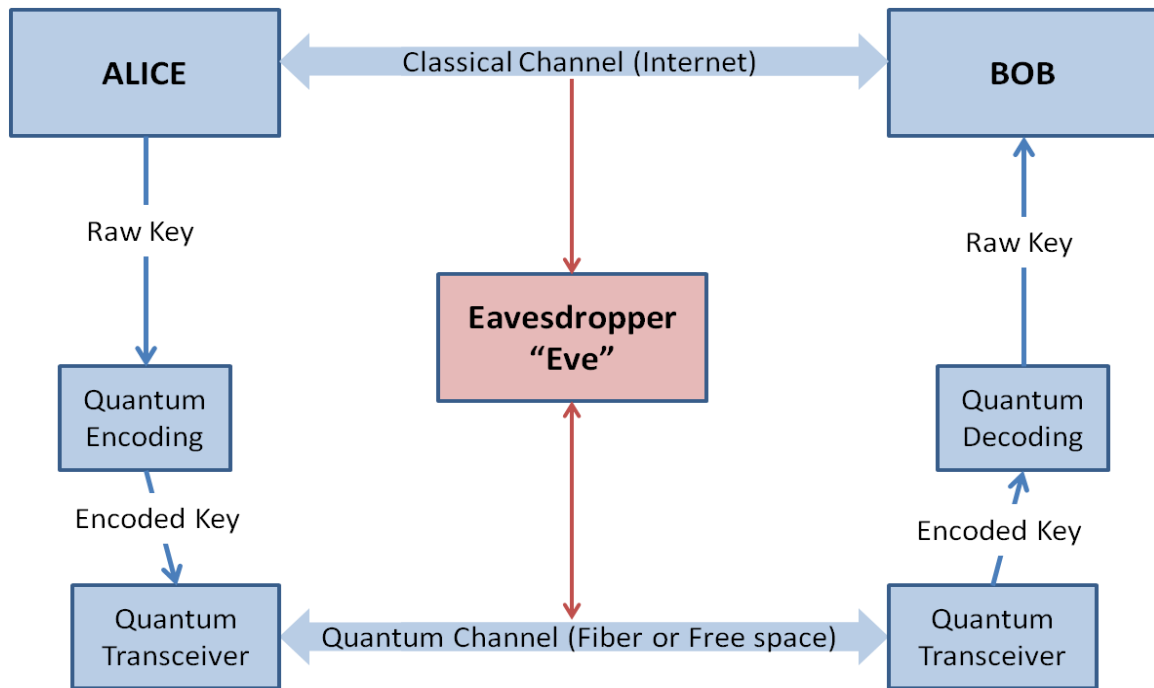 ALICE
Classical Channel (Internet)
BOB
Raw Key
Raw Key
Eavesdropper
“Eve”
Quantum
Encoding
Quantum
Decoding
Encoded Key
Encoded Key
Quantum
Transceiver
Quantum Channel (Fiber or Free space)
Quantum
Transceiver